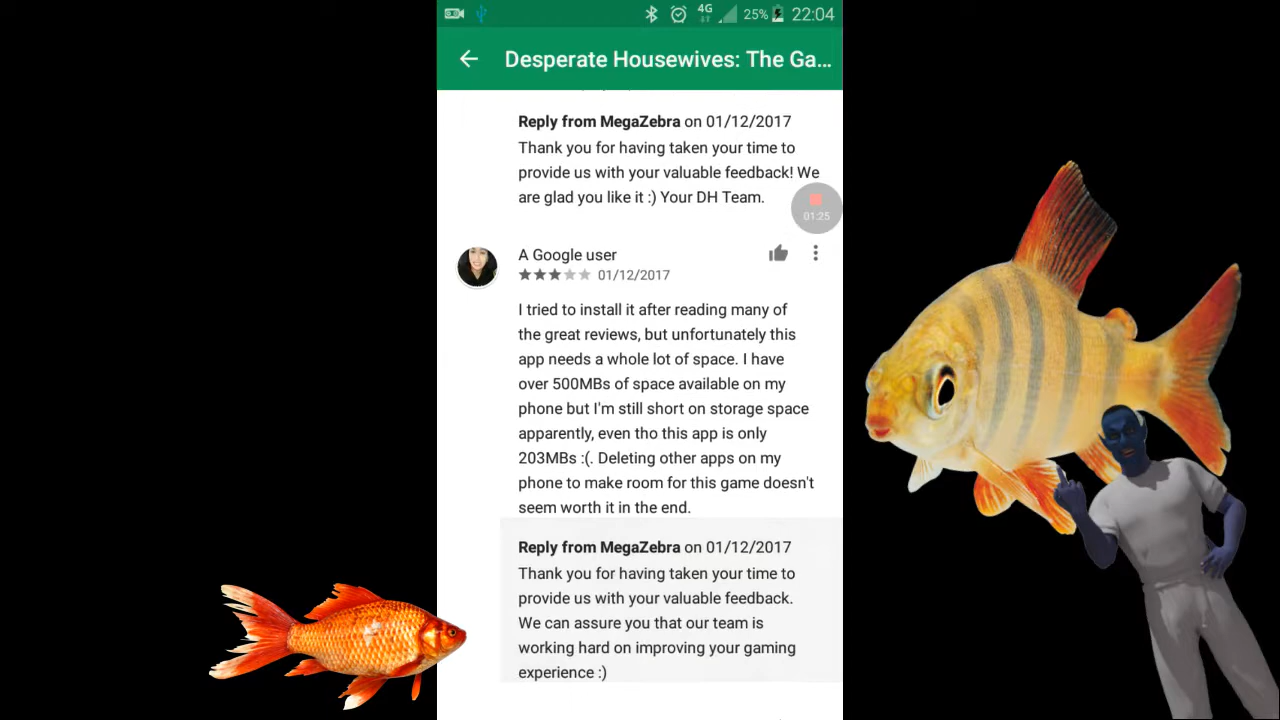 4G 25% 22:04
Desperate Housewives: The Ga...
Reply from MegaZebra on 01/12/2017
Thank you for having taken your time to
provide us with your valuable feedback! We
are glad you like it :) Your DH Team.
01:25
A Google user
01/12/2017
I tried to install it after reading many of
the great reviews, but unfortunately this
app needs a whole lot of space. I have
over 500MBs of space available on my
phone but I'm still short on storage space
apparently, even tho this app is only
203MBs :(. Deleting other apps on my
phone to make room for this game doesn't
seem worth it in the end.
Reply from MegaZebra on 01/12/2017
Thank you for having taken your time to
provide us with your valuable feedback.
We can assure you that our team is
working hard on improving your gaming
experience :)